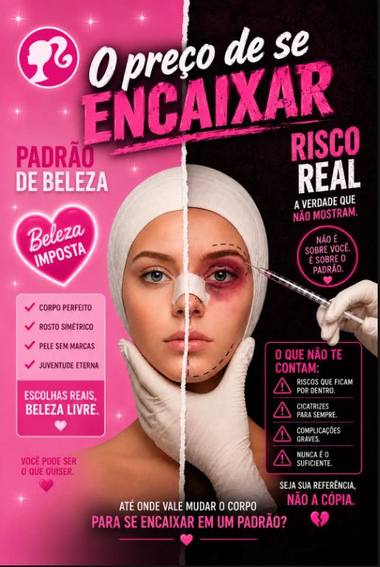 O preço de se
ENCAIXAR
PADRÃO
DE BELEZA
Beleza
IMPOSTA
CORPO PERFEITO
ROSTO SIMÉTRICO
PELE SEM MARCAS
JUVENTUDE ETERNA
ESCOLHAS REAIS,
BELEZA LIVRE.
VOCÊ PODE SER
O QUE QUISER.
RISCO
REAL
A VERDADE QUE
NÃO MOSTRAM.
NÃO É
SOBRE VOCÊ.
É SOBRE O
PADRÃO.
O QUE NÃO TE
CONTAM:
RISCOS QUE FICAM
POR DENTRO.
CICATRIZES
PARA SEMPRE.
COMPLICAÇÕES
GRAVES.
NUNCA É O
SUFICIENTE.
SEJA SUA REFERÊNCIA,
NÃO A CÓPIA.
ATÉ ONDE VALE MUDAR O CORPO
PARA SE ENCAIXAR EM UM PADRÃO?